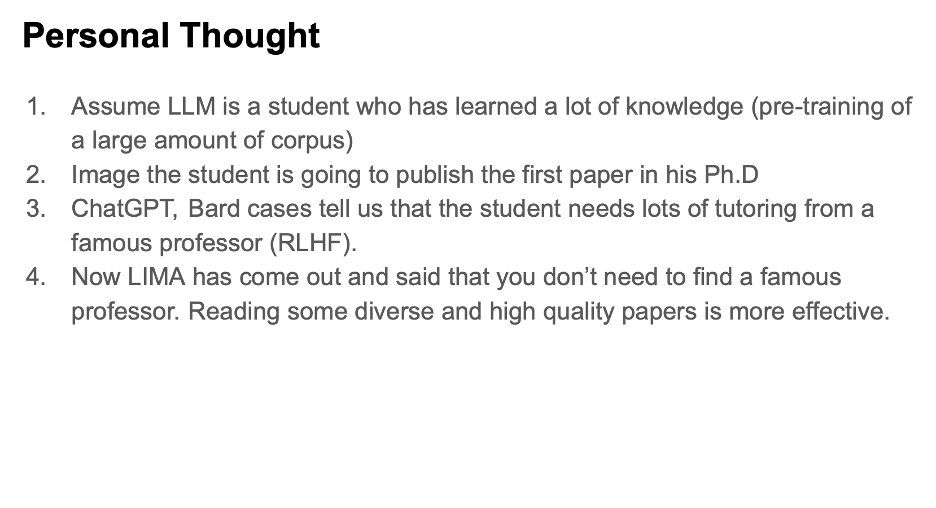 Personal Thought
1. Assume LLM is a student who has learned a lot of knowledge (pre-training of
a large amount of corpus)
2. Image the student is going to publish the first paper in his Ph.D
3. ChatGPT, Bard cases tell us that the student needs lots of tutoring from a
famous professor (RLHF).
4. Now LIMA has come out and said that you don’t need to find a famous
professor. Reading some diverse and high quality papers is more effective.